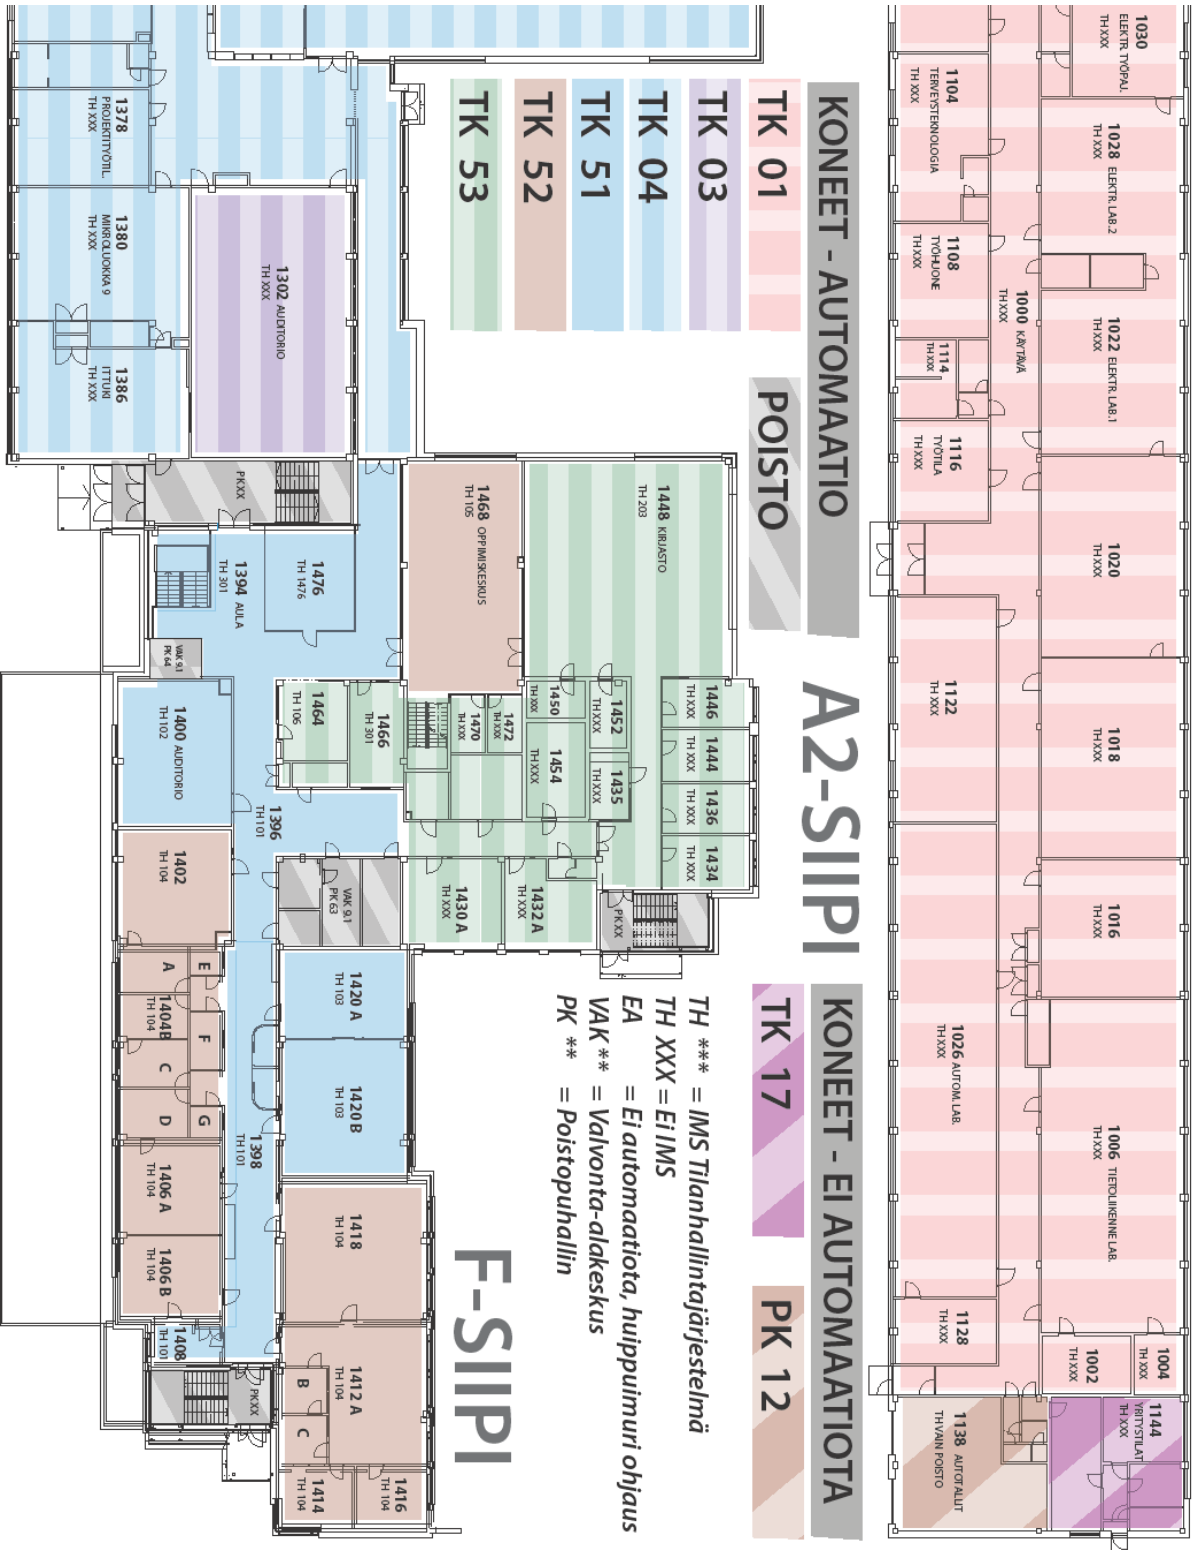 1030
ELEKTR. TYÖPAJ.
TH XXX
1104
TERVEYSTEKNOLOGIA
TH XXX
1028 ELEKTR. LAB.2
TH XXX
1108
TYÖHUONE
TH XXX
1000 KÄYTÄVÄ
TH XXX
1022 ELEKTR. LAB.1
TH XXX
1114
TH XXX
1116
TYÖTILA
TH XXX
1020
TH XXX
1122
TH XXX
1018
TH XXX
1016
TH XXX
1026 AUTOM. LAB.
TH XXX
1006 TIETOLIIKENNE LAB.
TH XXX
1128
TH XXX
1002
TH XXX
1004
TH XXX
1138 AUTOTALLIT
TH VAIN POISTO
1144
YRITYSTILAT
TH XXX
KONEET - AUTOMAATIO
TK 01
TK 03
TK 04
TK 51
TK 52
TK 53
POISTO
A2-SIIPI
KONEET - EI AUTOMAATIOTA
TK 17
PK 12
TH *** = IMS Tilanhallintajärjestelmä
TH XXX = Ei IMS
EA = Ei automaatiota, huippuimuri ohjaus
VAK ** = Valvonta-alakeskus
PK ** = Poistopuhallin
F-SIIPI
1378
PROJEKTITYÖTIL.
TH XXX
1380
MIKROLUOKKA 9
TH XXX
1386
ITTUKI
TH XXX
1302 AUDITORIO
TH XXX
PKXX
1394 AULA
TH 301
1476
TH 1476
1468 OPPIMISKESKUS
TH 105
1448 KIRJASTO
TH 203
VAK 9.1
PK 64
1400 AUDITORIO
TH 102
1464
TH 106
1466
TH 301
1470
TH XXX
1472
TH XXX
1450
TH XXX
1452
TH XXX
1454
TH XXX
1435
TH XXX
1446
TH XXX
1444
TH XXX
1436
TH XXX
1434
TH XXX
1396
TH 101
1402
TH 104
VAK 9.1
PK 63
1430 A
TH XXX
1432 A
TH XXX
PKXX
A
1404B
TH 104
C
D
E
F
G
1420 A
TH 103
1420 B
TH 103
1398
TH 101
1406 A
TH 104
1406 B
TH 104
1408
TH 101
1418
TH 104
1412 A
TH 104
B
C
PKXX
1414
TH 104
1416
TH 104